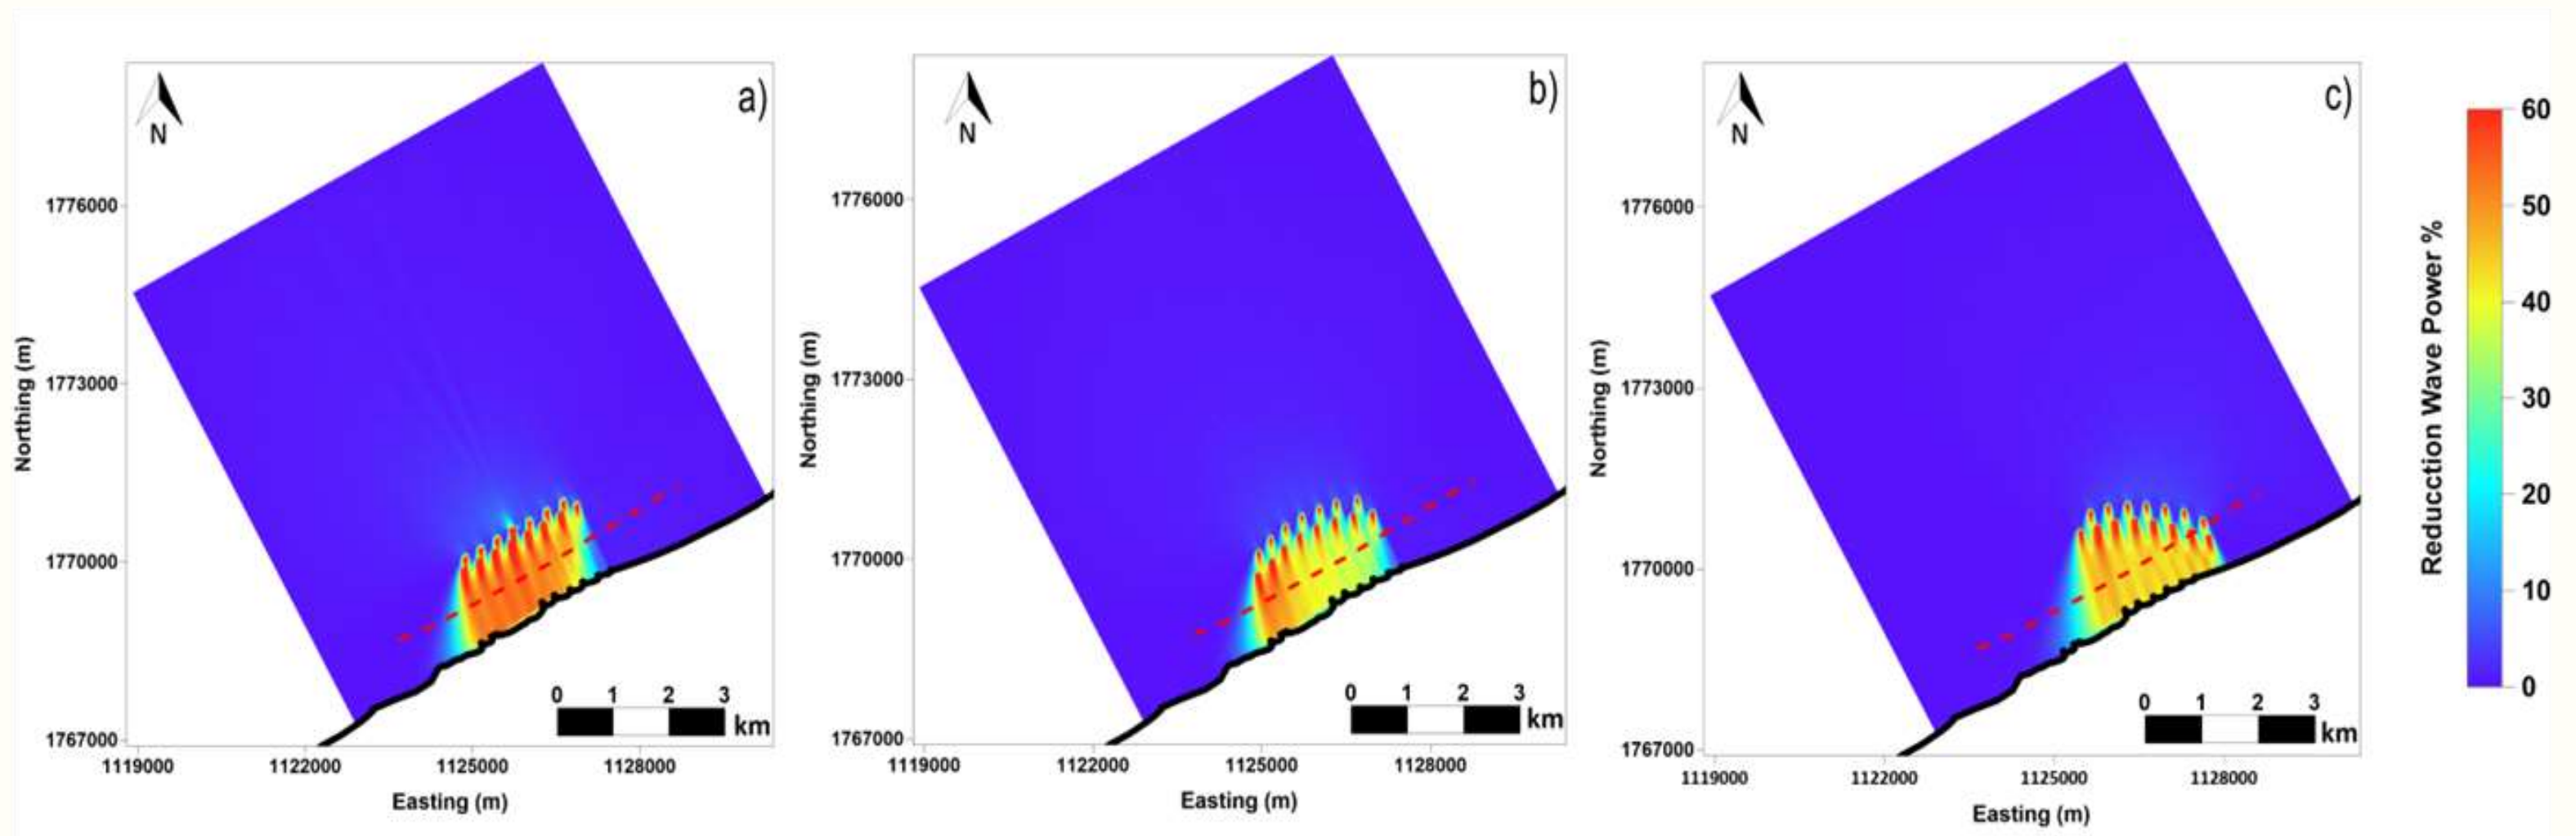 a)
N
1776000
1773000
1770000
1767000
Northing (m)
1119000 1122000 1125000 1128000
Easting (m)
0 1 2 3
km
b)
N
1776000
1773000
1770000
1767000
Northing (m)
1119000 1122000 1125000 1128000
Easting (m)
0 1 2 3
km
c)
N
1776000
1773000
1770000
1767000
Northing (m)
1119000 1122000 1125000 1128000
Easting (m)
0 1 2 3
km
Reducction Wave Power %
60
50
40
30
20
10
0